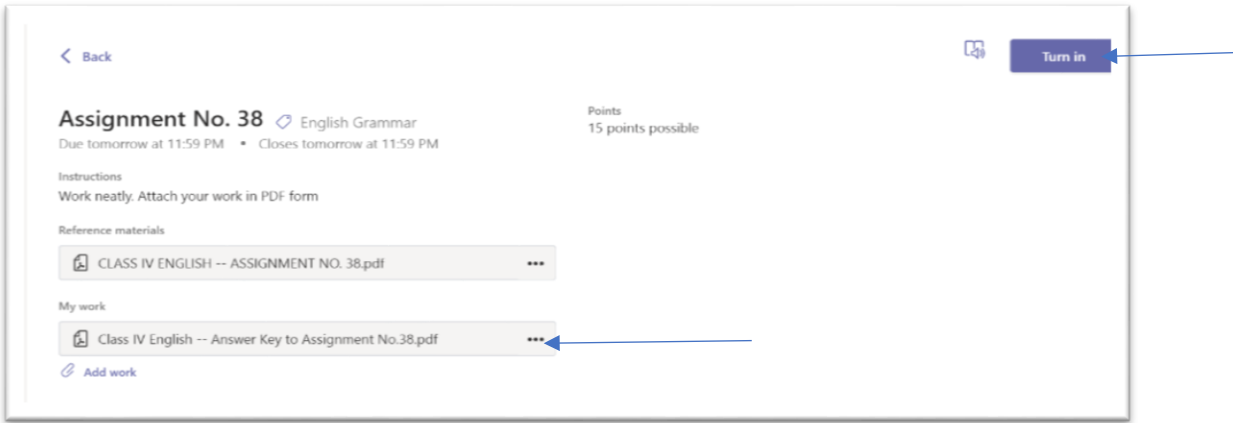 Back
Turn in
Assignment No. 38 English Grammar
Due tomorrow at 11:59 PM • Closes tomorrow at 11:59 PM
Points
15 points possible
Instructions
Work neatly. Attach your work in PDF form
Reference materials
CLASS IV ENGLISH -- ASSIGNMENT NO. 38.pdf
My work
Class IV English -- Answer Key to Assignment No.38.pdf
Add work